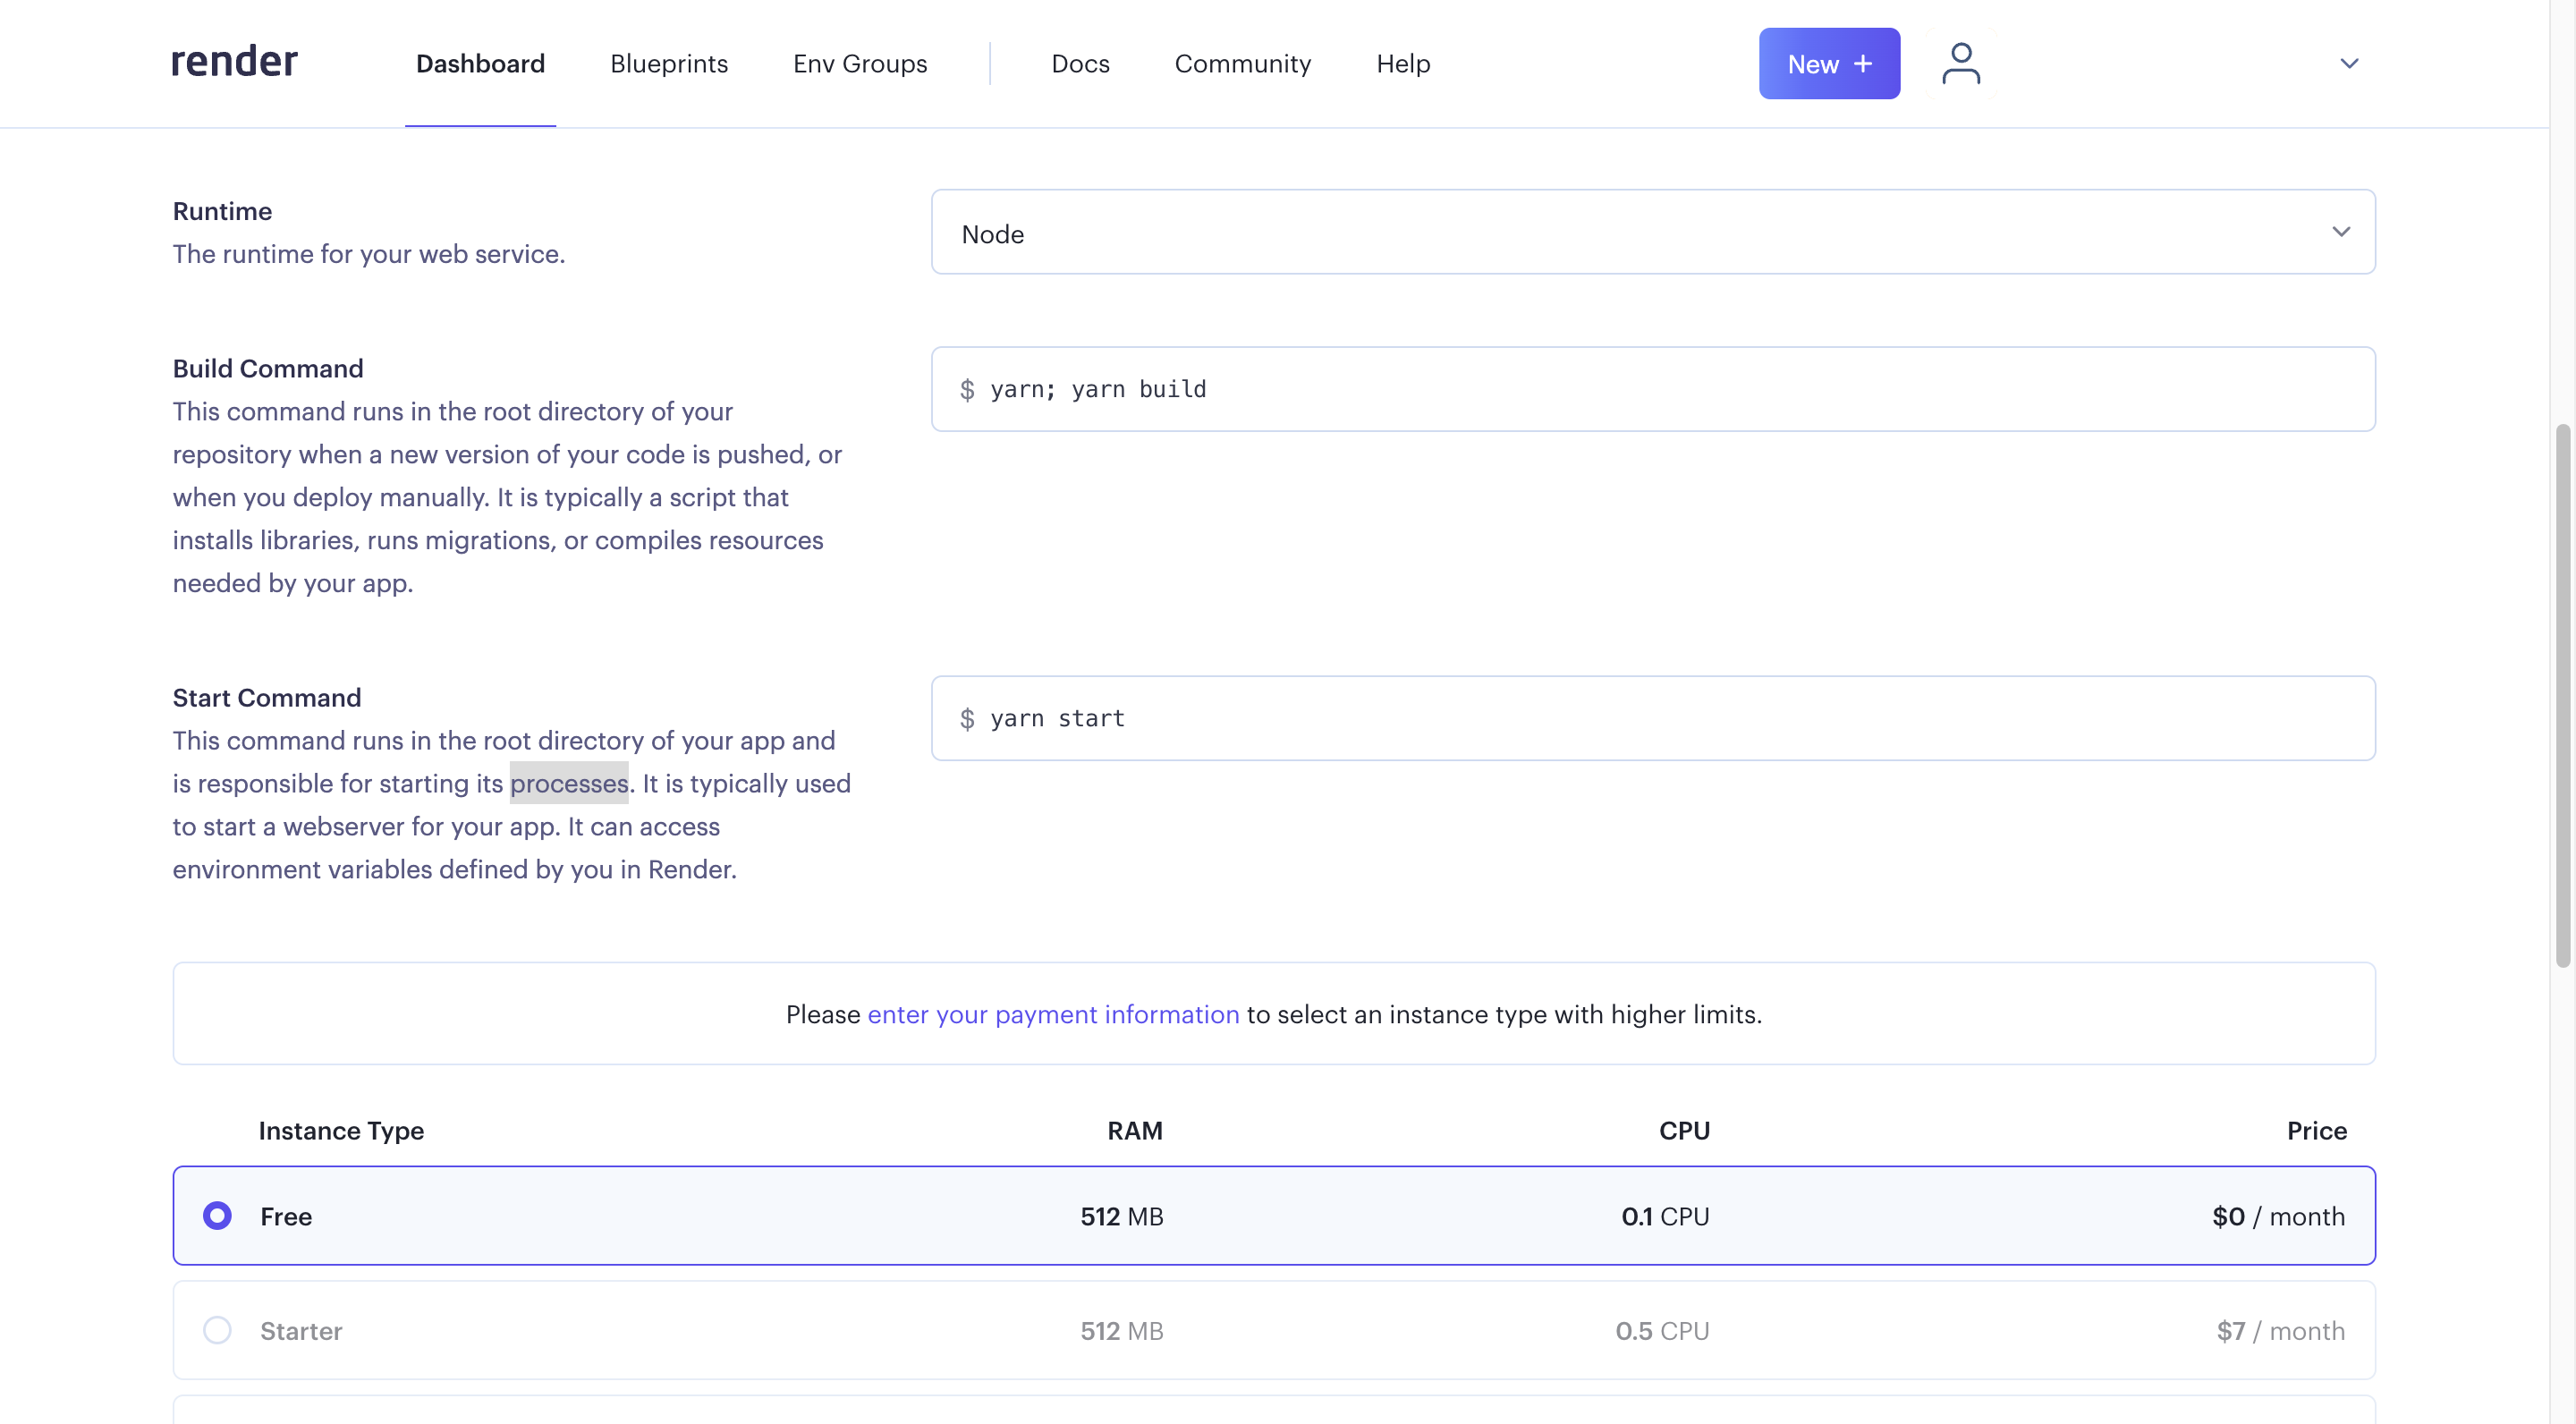 render Dashboard Blueprints Env Groups Docs Community Help New +
Runtime
The runtime for your web service.
Node
Build Command
This command runs in the root directory of your
repository when a new version of your code is pushed, or
when you deploy manually. It is typically a script that
installs libraries, runs migrations, or compiles resources
needed by your app.
$ yarn; yarn build
Start Command
This command runs in the root directory of your app and
is responsible for starting its processes. It is typically used
to start a webserver for your app. It can access
environment variables defined by you in Render.
$ yarn start
Please enter your payment information to select an instance type with higher limits.
Instance Type RAM CPU Price
Free 512 MB 0.1 CPU $0 / month
Starter 512 MB 0.5 CPU $7 / month